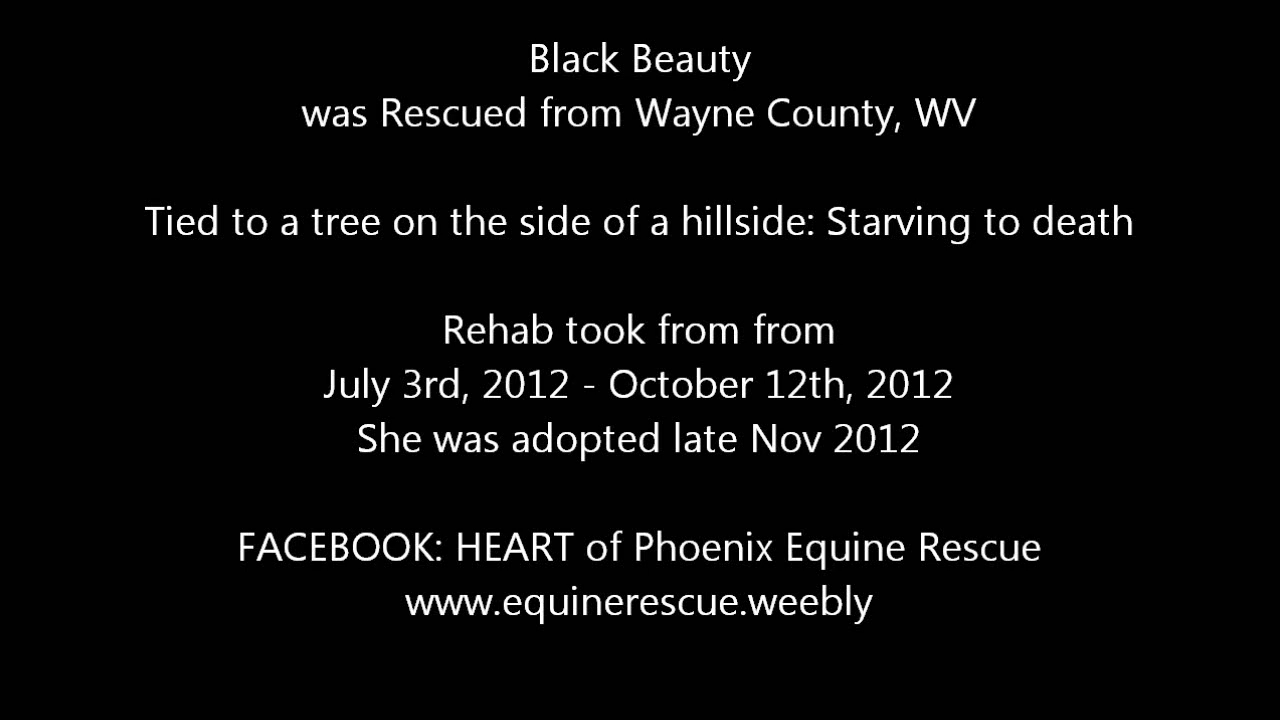 Black Beauty
was Rescued from Wayne County, WV
Tied to a tree on the side of a hillside: Starving to death
Rehab took from from
July 3rd, 2012 - October 12th, 2012
She was adopted late Nov 2012
FACEBOOK: HEART of Phoenix Equine Rescue
www.equinerescue.weebly